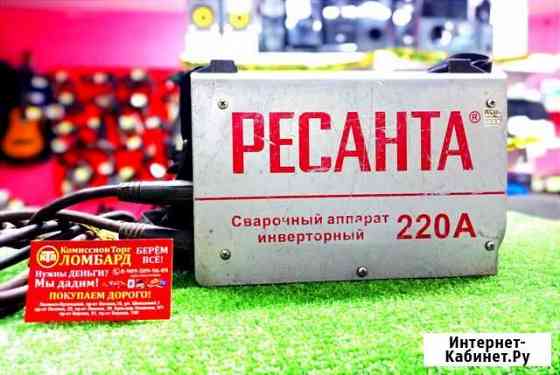 РЕСАНТА®
Сварочный аппарат
инверторный 220А
КомиссионТорг
ЛОМБАРД
БЕРЁМ
ВСЁ!
Нужны ДЕНЬГИ?
Мы дадим!
ПОКУПАЕМ ДОРОГО!
Интернет-
Кабинет.Ру